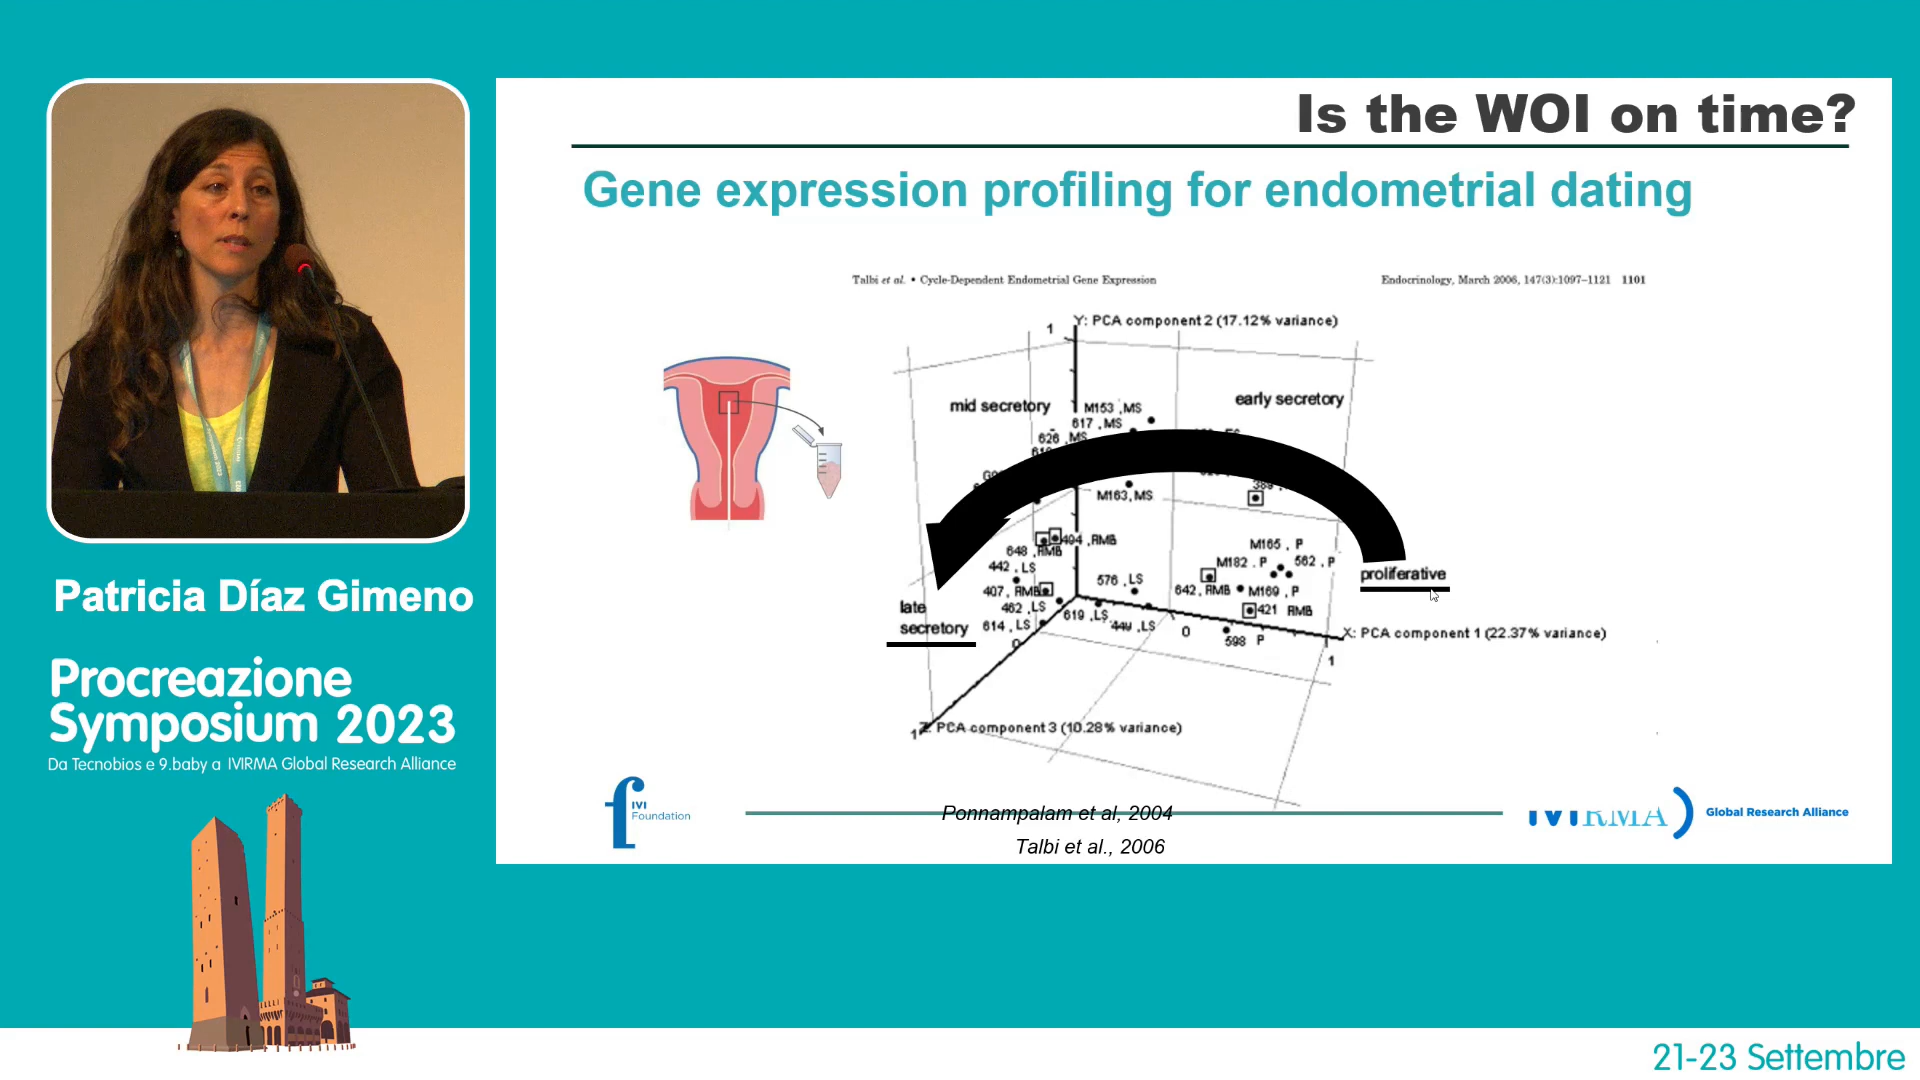 Is the WOI on time?
Gene expression profiling for endometrial dating
Talbi et al. • Cycle-Dependent Endometrial Gene Expression
Endocrinology, March 2006, 147(3):1097–1121 1101
Y: PCA component 2 (17.12% variance)
1
mid secretory
early secretory
M153 ,MS
617 ,MS
626 ,MS
M163,MS
404 ,RMB
648 ,RMB
442 ,LS
M165 , P
M182 . P
562 . P
proliferative
576 ,LS
407, RMB
642, RMB
M169 , P
late
secretory
462 ,LS
421 RMB
619 ,LS
614 ,LS
449 ,LS
0
598 P
0
X: PCA component 1 (22.37% variance)
1
Z: PCA component 3 (10.28% variance)
1
Patricia Díaz Gimeno
Procreazione
Symposium 2023
Da Tecnobios e 9.baby a IVIRMA Global Research Alliance
IVI
Foundation
Ponnampalam et al, 2004
Talbi et al., 2006
IVIRMA
Global Research Alliance
21-23 Settembre